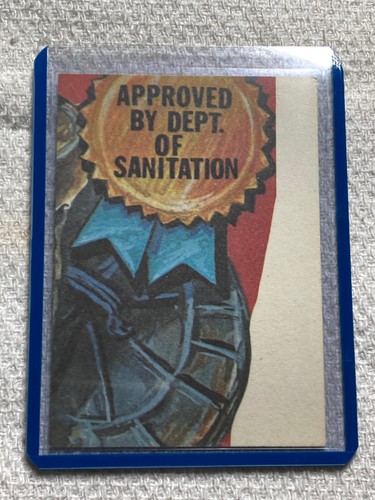 APPROVED
BY DEPT.
OF
SANITATION